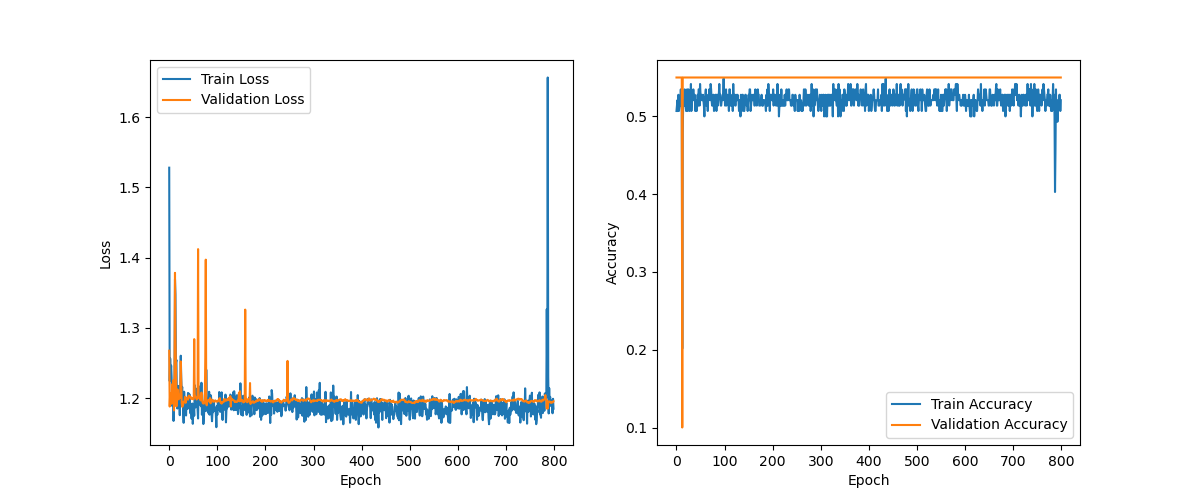 Train Loss
Validation Loss
1.6
1.5
1.4
1.3
1.2
0 100 200 300 400 500 600 700 800
Epoch
Loss
0.5
0.4
0.3
0.2
0.1
0 100 200 300 400 500 600 700 800
Epoch
Accuracy
Train Accuracy
Validation Accuracy